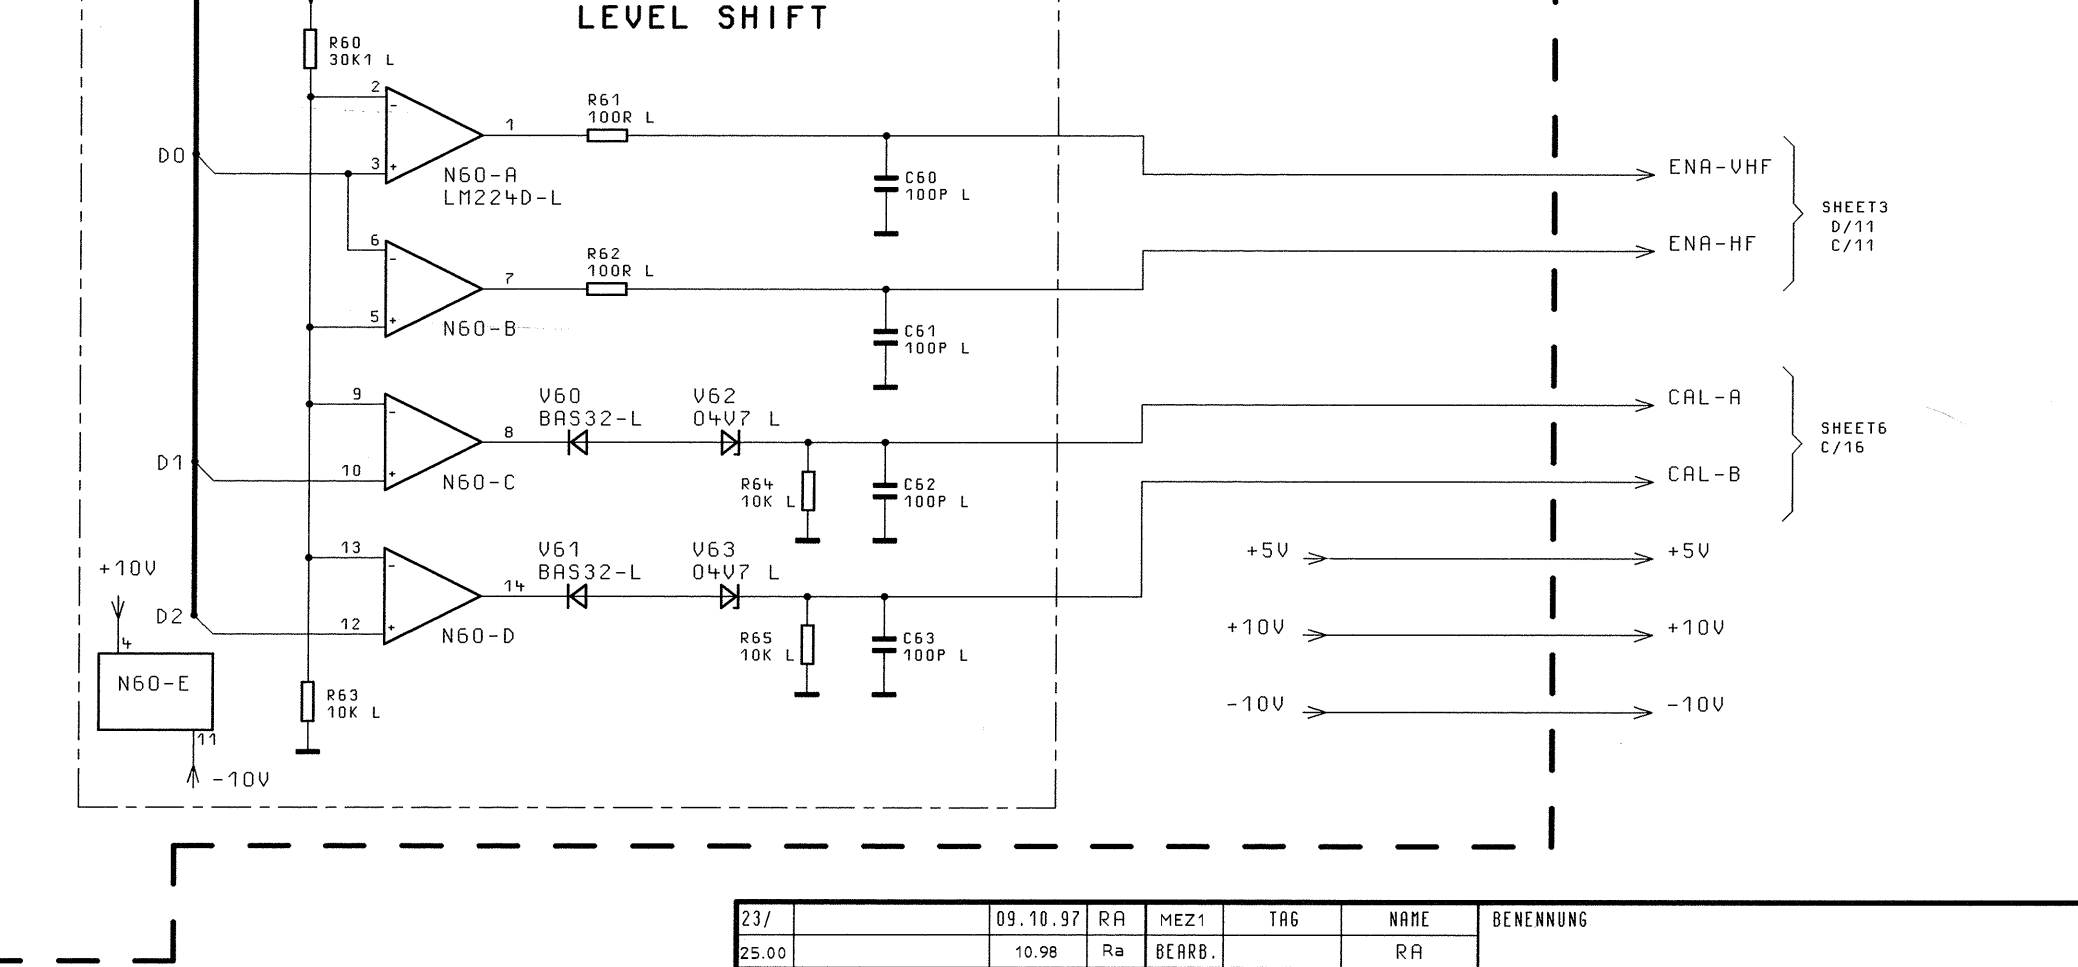 LEVEL SHIFT
R60
30K1 L
2
-
1
R61
100R L
D0
3
+
N60-A
LM224D-L
C60
100P L
ENA-VHF
SHEET3
D/11
C/11
6
-
7
R62
100R L
ENA-HF
5
+
N60-B
C61
100P L
9
-
8
V60
BAS32-L
V62
04V7 L
CAL-A
SHEET6
C/16
D1
10
+
N60-C
R64
10K L
C62
100P L
CAL-B
13
-
14
V61
BAS32-L
V63
04V7 L
+5V
+5V
+10V
D2
12
+
N60-D
R65
10K L
C63
100P L
+10V
+10V
4
N60-E
11
-10V
R63
10K L
-10V
-10V
23/ 09.10.97 RA MEZ1 TAG NAME BENENNUNG
25.00 10.98 Ra BEARB. RA